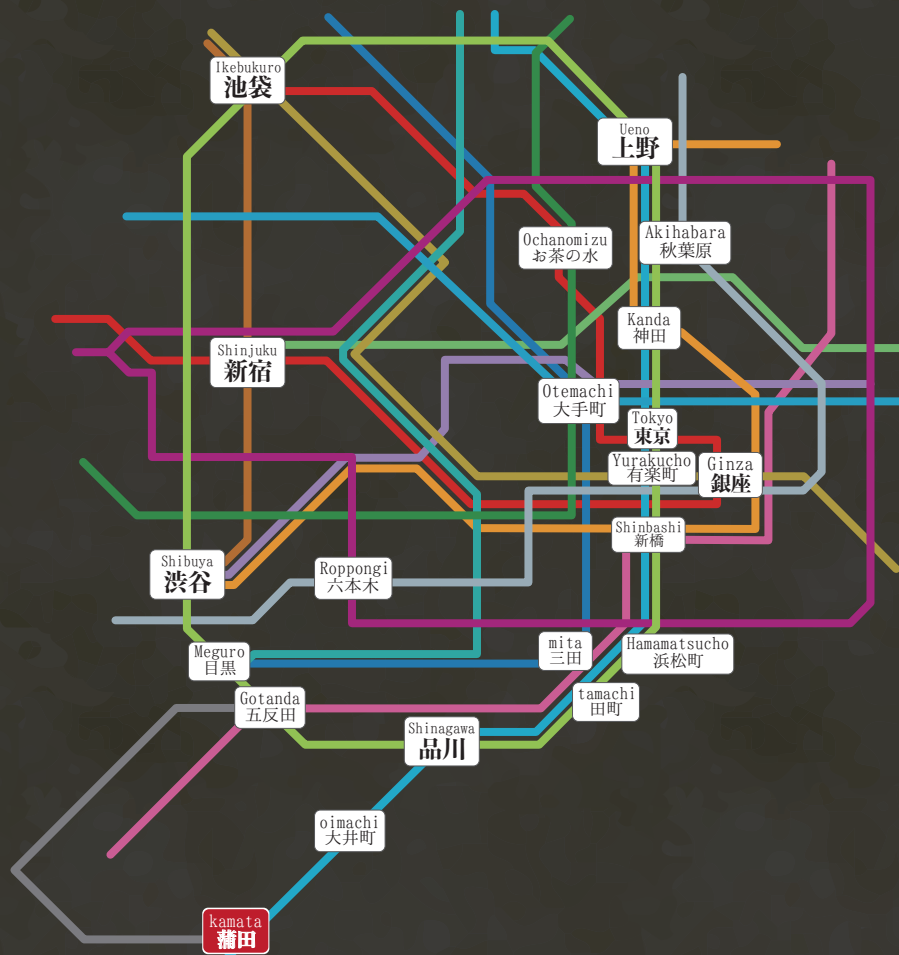 Ikebukuro
池袋
Ueno
上野
Ochanomizu
お茶の水
Akihabara
秋葉原
Kanda
神田
Shinjuku
新宿
Otemachi
大手町
Tokyo
東京
Yurakucho
有楽町
Ginza
銀座
Shinbashi
新橋
Shibuya
渋谷
Roppongi
六本木
Meguro
目黒
mita
三田
Hamamatsucho
浜松町
Gotanda
五反田
tamachi
田町
Shinagawa
品川
oimachi
大井町
kamata
蒲田